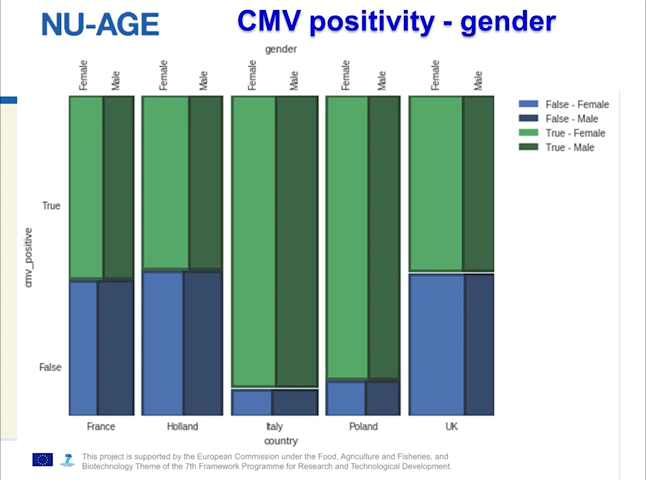 NU-AGE
CMV positivity - gender
gender
Female Male Female Male Female Male Female Male Female Male
False - Female
False - Male
True - Female
True - Male
True
cmv_positive
False
France Holland Italy Poland UK
country
This project is supported by the European Commission under the Food, Agriculture and Fisheries, and
Biotechnology Theme of the 7th Framework Programme for Research and Technological Development.